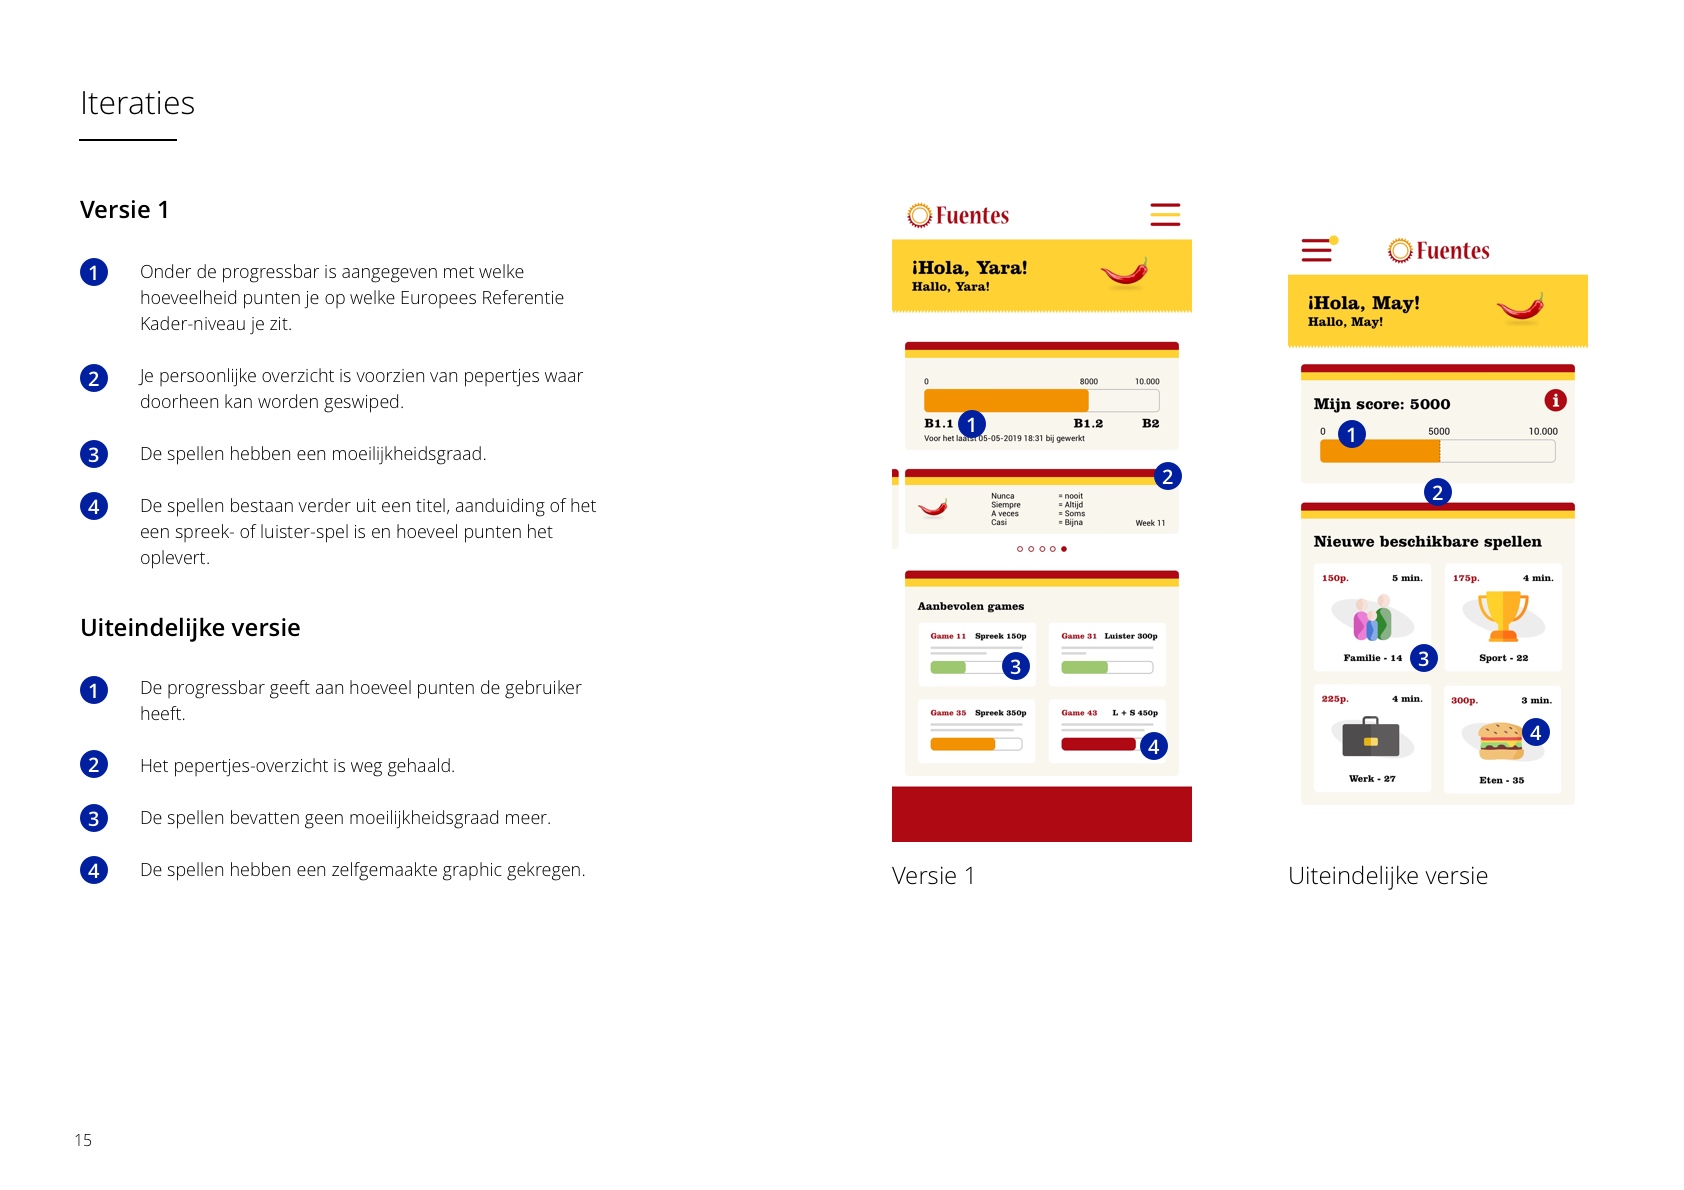 Iteraties
Versie 1
1
Onder de progressbar is aangegeven met welke
hoeveelheid punten je op welke Europees Referentie
Kader-niveau je zit.
2
Je persoonlijke overzicht is voorzien van pepertjes waar
doorheen kan worden geswiped.
3
De spellen hebben een moeilijkheidsgraad.
4
De spellen bestaan verder uit een titel, aanduiding of het
een spreek- of luister-spel is en hoeveel punten het
oplevert.
Uiteindelijke versie
1
De progressbar geeft aan hoeveel punten de gebruiker
heeft.
2
Het pepertjes-overzicht is weg gehaald.
3
De spellen bevatten geen moeilijkheidsgraad meer.
4
De spellen hebben een zelfgemaakte graphic gekregen.
Fuentes
¡Hola, Yara!
Hallo, Yara!
0 8000 10.000
B1.1 1 B1.2 B2
Voor het laatst 05-05-2019 18:31 bij gewerkt
2
Nunca = nooit
Siempre = Altijd
A veces = Soms
Casi = Bijna
Week 11
Aanbevolen games
Game 11 Spreek 150p
3
Game 31 Luister 300p
Game 35 Spreek 350p
Game 43 L + S 450p
4
Versie 1
Fuentes
¡Hola, May!
Hallo, May!
Mijn score: 5000
i
0 1 5000 10.000
2
Nieuwe beschikbare spellen
150p. 5 min.
Familie - 14
3
175p. 4 min.
Sport - 22
225p. 4 min.
Werk - 27
300p. 3 min.
4
Eten - 35
Uiteindelijke versie
15